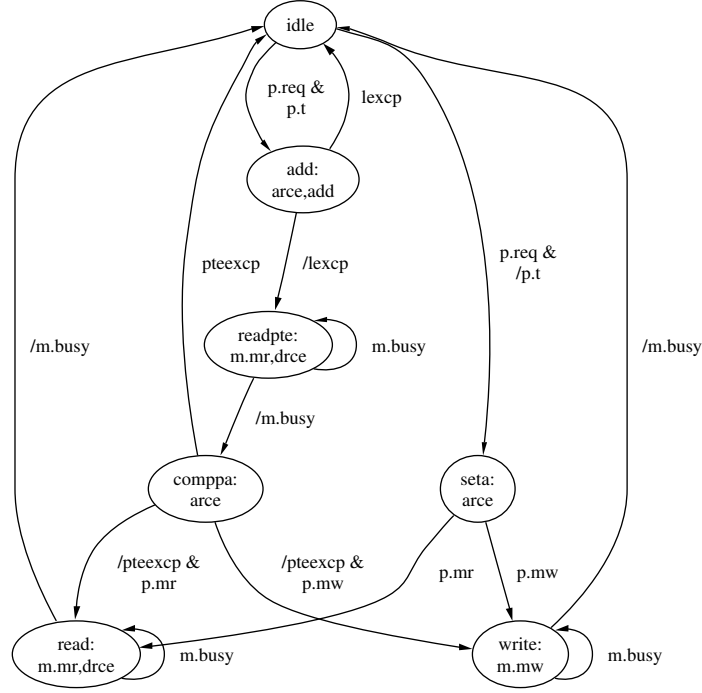 idle
p.req &
p.t
lexcp
add:
arce,add
pteexcp
/lexcp
p.req &
/p.t
/m.busy
readpte:
m.mr,drce
m.busy
/m.busy
/m.busy
comppa:
arce
seta:
arce
/pteexcp &
p.mr
/pteexcp &
p.mw
p.mr
p.mw
read:
m.mr,drce
m.busy
write:
m.mw
m.busy